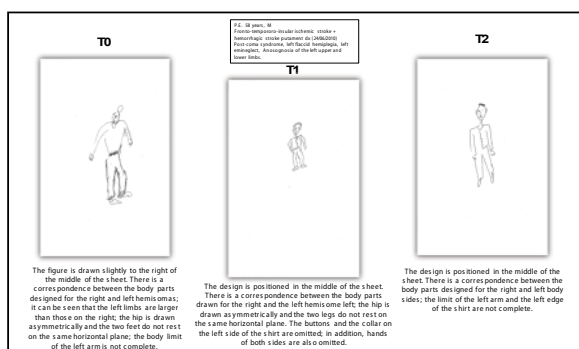 P.E. 58 years, M
Fronto-temporo-insular ischemic stroke +
hemorrhagic stroke putamen dx (24/06/2010)
Post-coma syndrome, left flaccid hemiplegia, left
emineglect, Anosognosia of the left upper and
lower limbs.
T0
T1
T2
The figure is drawn slightly to the right of
the middle of the sheet. There is a
correspondence between the body parts
designed for the right and left hemisomas;
it can be seen that the left limbs are larger
than those on the right; the hip is drawn
asymmetrically and the two feet do not rest
on the same horizontal plane; the body limit
of the left arm is not complete.
The design is positioned in the middle of the sheet.
There is a correspondence between the body parts
drawn for the right and the left hemisome left; the hip is
drawn asymmetrically and the two legs do not rest on
the same horizontal plane. The buttons and the collar on
the left side of the shirt are omitted; in addition, hands
of both sides are also omitted.
The design is positioned in the middle of the
sheet. There is a correspondence between the
body parts designed for the right and left body
sides; the limit of the left arm and the left edge
of the shirt are not complete.